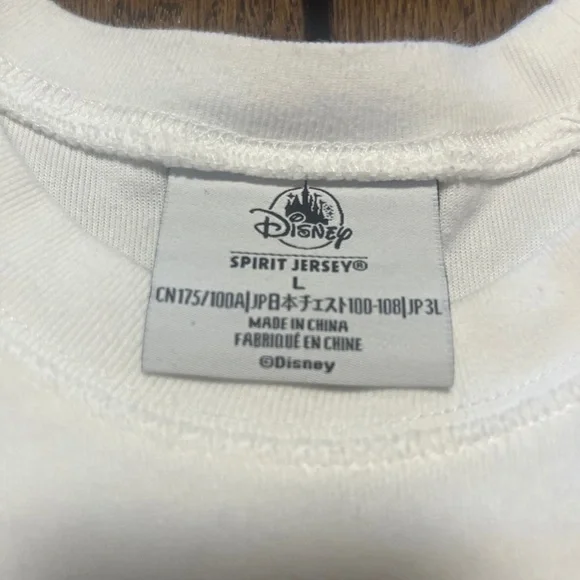 Disney
SPIRIT JERSEY®
L
CN175/100A|JP日本チェスト100-108|JP3L
MADE IN CHINA
FABRIQUÉ EN CHINE
©Disney